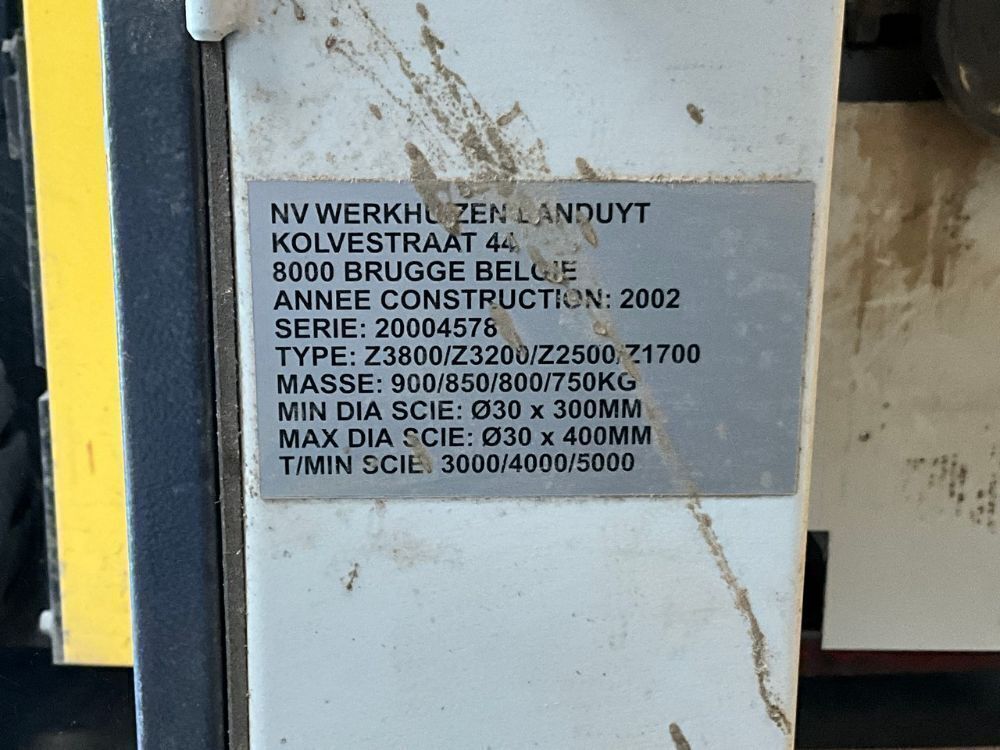 NV WERKHUIZEN LANDUYT
KOLVESTRAAT 44
8000 BRUGGE BELGIE
ANNEE CONSTRUCTION: 2002
SERIE: 20004578
TYPE: Z3800/Z3200/Z2500/Z1700
MASSE: 900/850/800/750KG
MIN DIA SCIE: Ø30 x 300MM
MAX DIA SCIE: Ø30 x 400MM
T/MIN SCIE: 3000/4000/5000